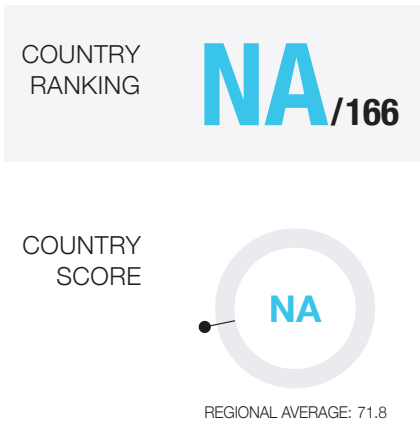 COUNTRY
RANKING
NA/166
COUNTRY
SCORE
NA
REGIONAL AVERAGE: 71.8